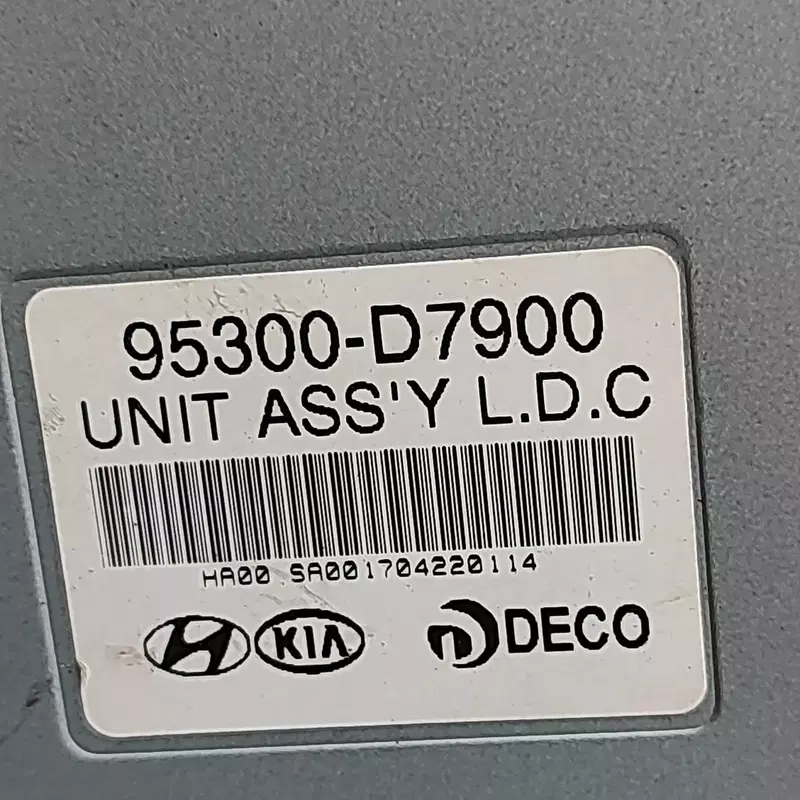 95300-D7900
UNIT ASS'Y L.D.C
HA00 SA001704220114
KIA DECO